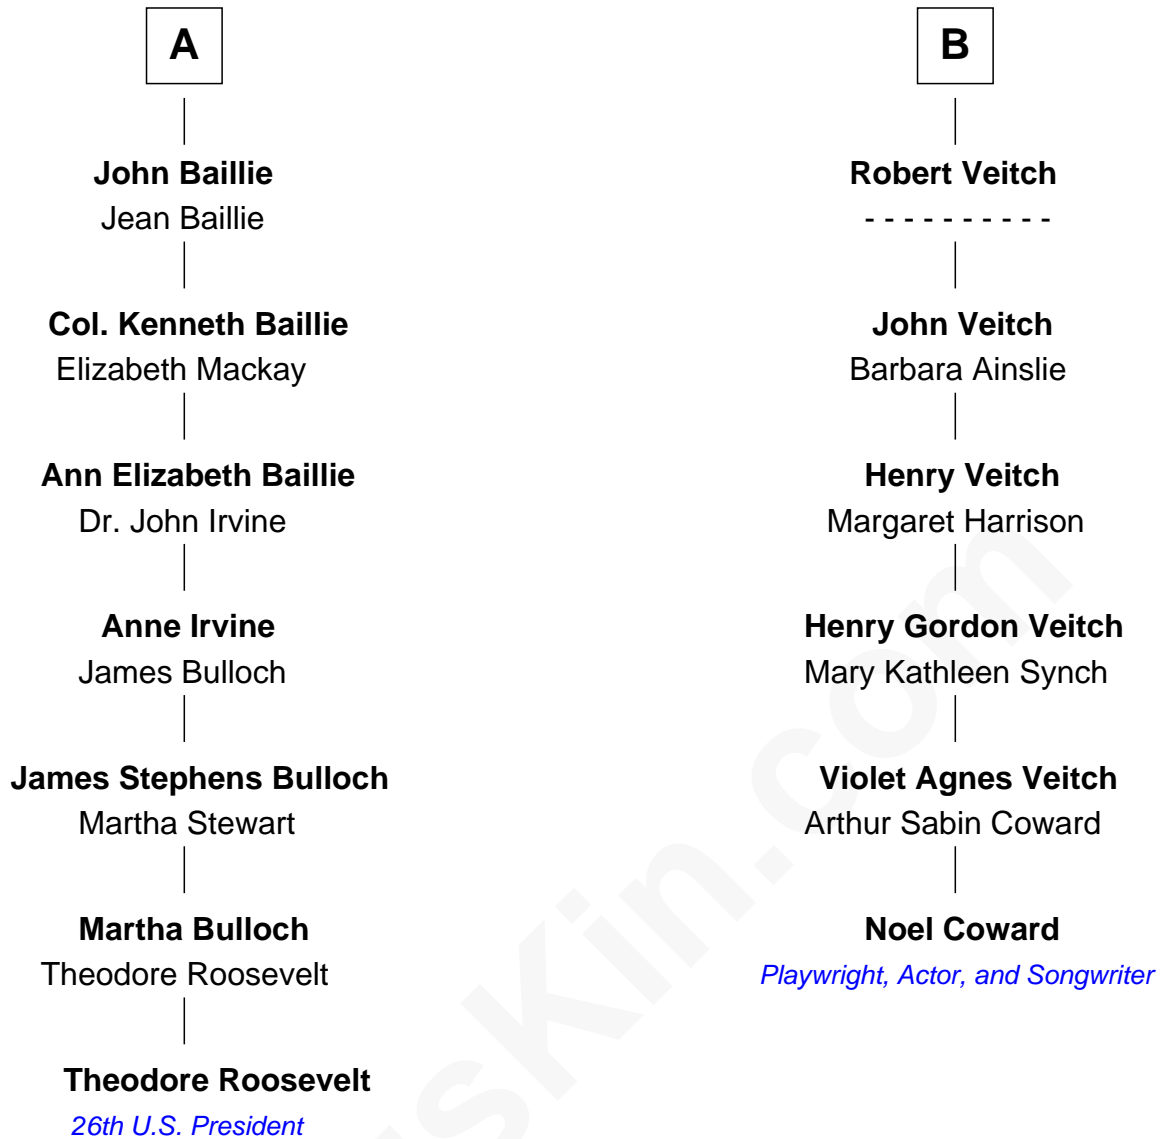 A
John Baillie
Jean Baillie
Col. Kenneth Baillie
Elizabeth Mackay
Ann Elizabeth Baillie
Dr. John Irvine
Anne Irvine
James Bulloch
James Stephens Bulloch
Martha Stewart
Martha Bulloch
Theodore Roosevelt
Theodore Roosevelt
26th U.S. President
B
Robert Veitch
- - - - - - - - - -
John Veitch
Barbara Ainslie
Henry Veitch
Margaret Harrison
Henry Gordon Veitch
Mary Kathleen Synch
Violet Agnes Veitch
Arthur Sabin Coward
Noel Coward
Playwright, Actor, and Songwriter